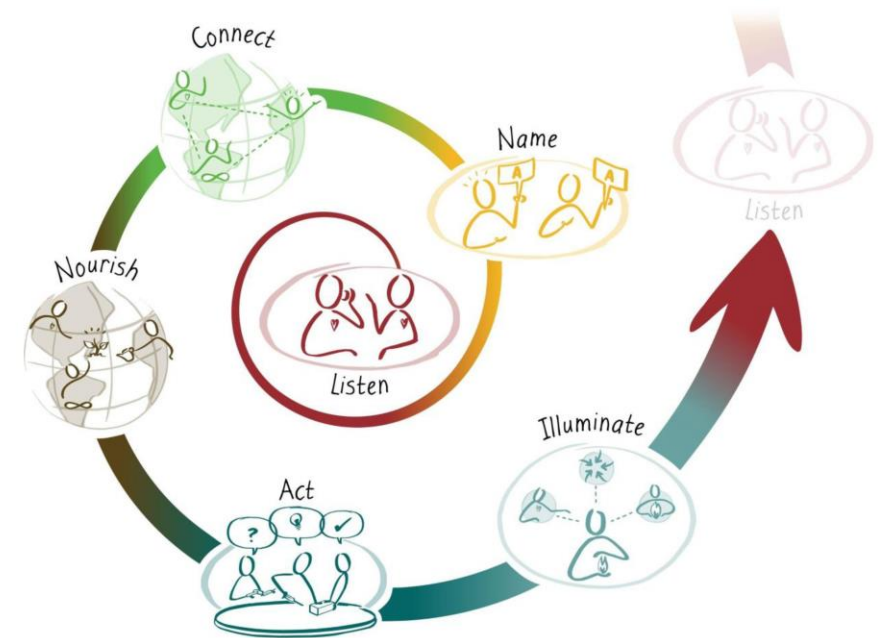 Connect
Name
A
A
Listen
Nourish
Listen
Illuminate
Act
?